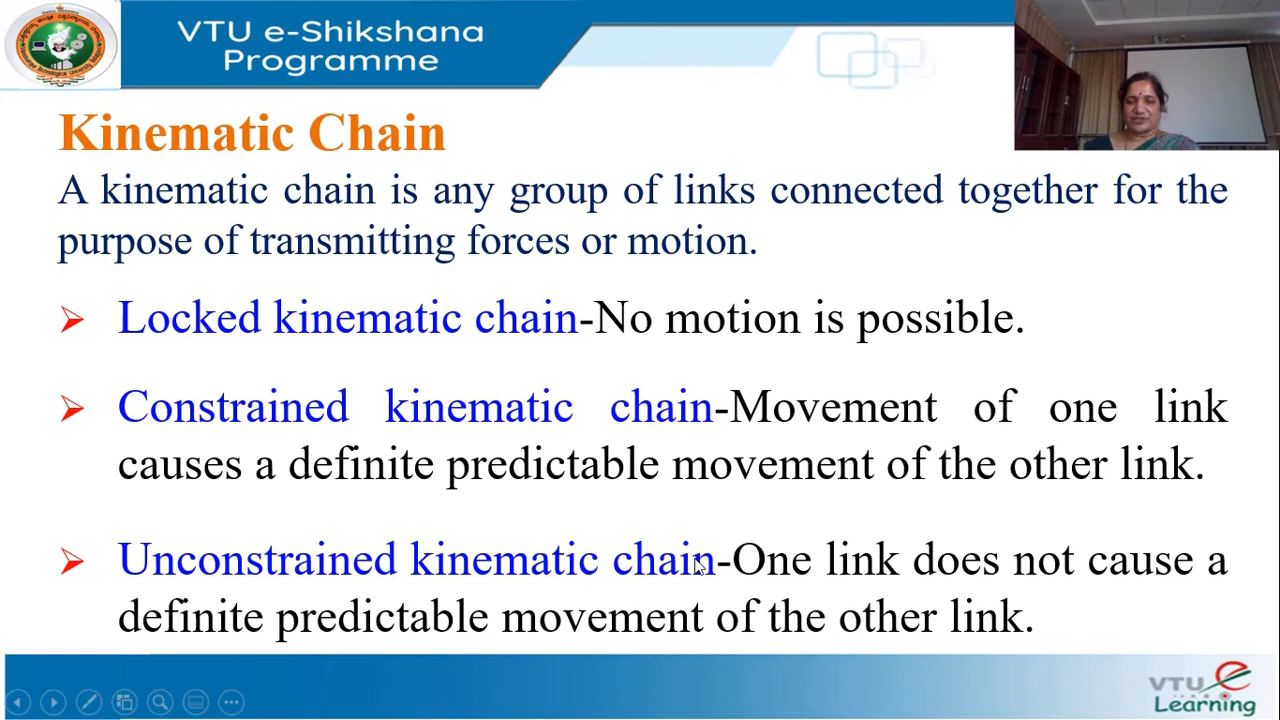 VTU e-Shikshana
Programme
Kinematic Chain
A kinematic chain is any group of links connected together for the
purpose of transmitting forces or motion.
➢ Locked kinematic chain-No motion is possible.
➢ Constrained kinematic chain-Movement of one link
causes a definite predictable movement of the other link.
➢ Unconstrained kinematic chain-One link does not cause a
definite predictable movement of the other link.
VTU e
Learning